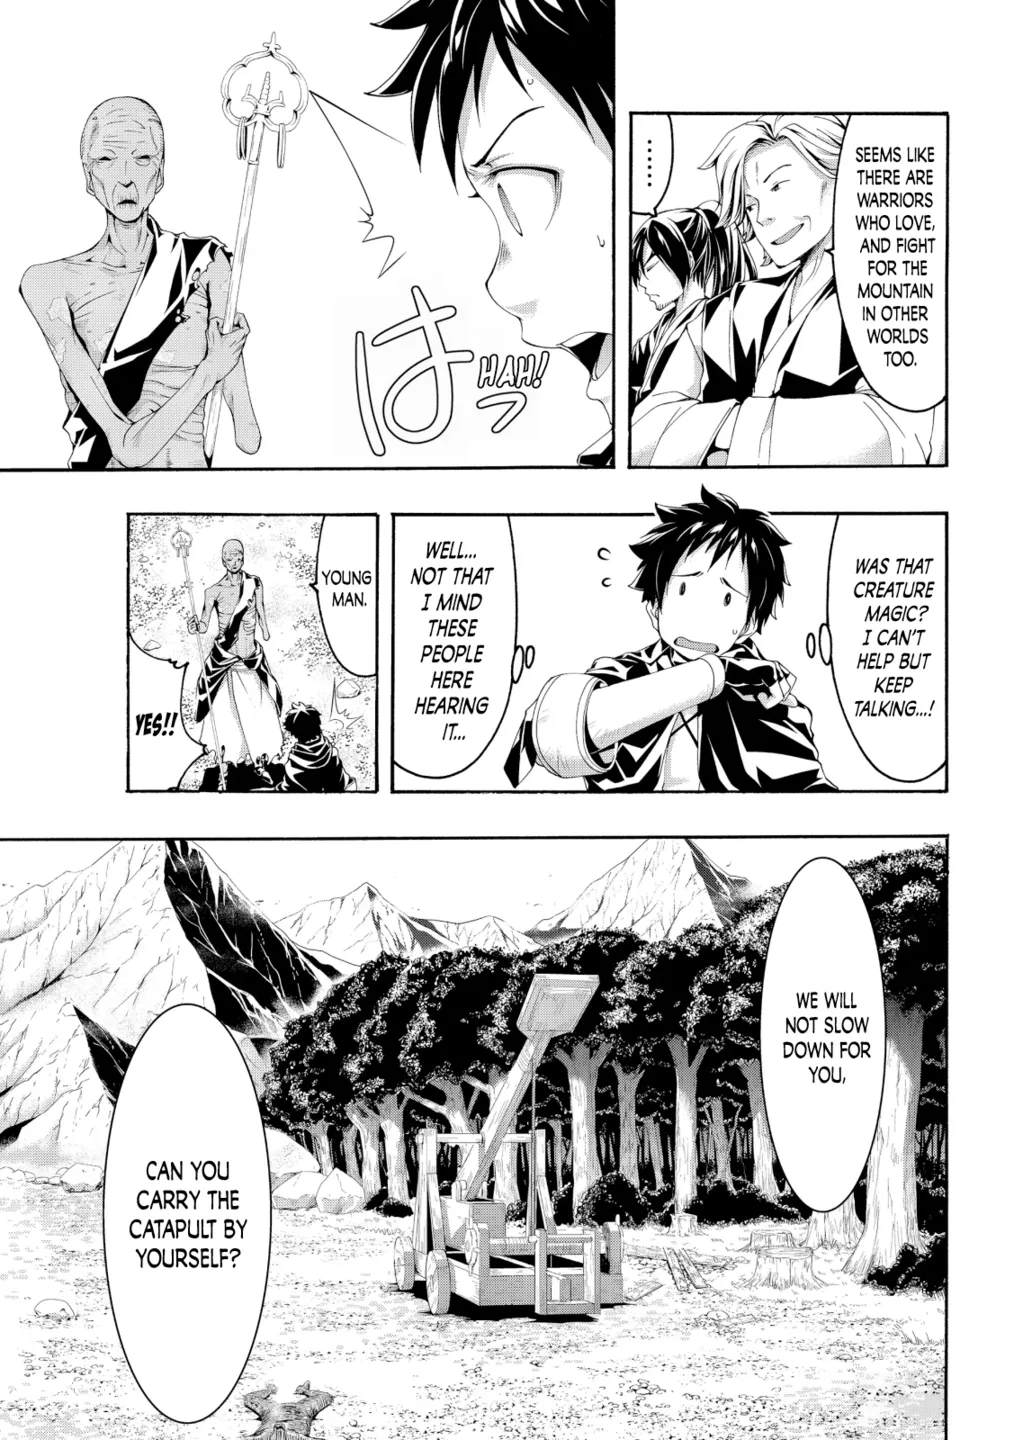 SEEMS LIKE
THERE ARE
WARRIORS
WHO LOVE,
AND FIGHT
FOR THE
MOUNTAIN
IN OTHER
WORLDS
TOO.
......
はっ
HAH!
WAS THAT
CREATURE
MAGIC?
I CAN'T
HELP BUT
KEEP
TALKING...!
WELL...
NOT THAT
I MIND
THESE
PEOPLE
HERE
HEARING
IT...
YOUNG
MAN.
YES!!
WE WILL
NOT SLOW
DOWN FOR
YOU,
CAN YOU
CARRY THE
CATAPULT BY
YOURSELF?